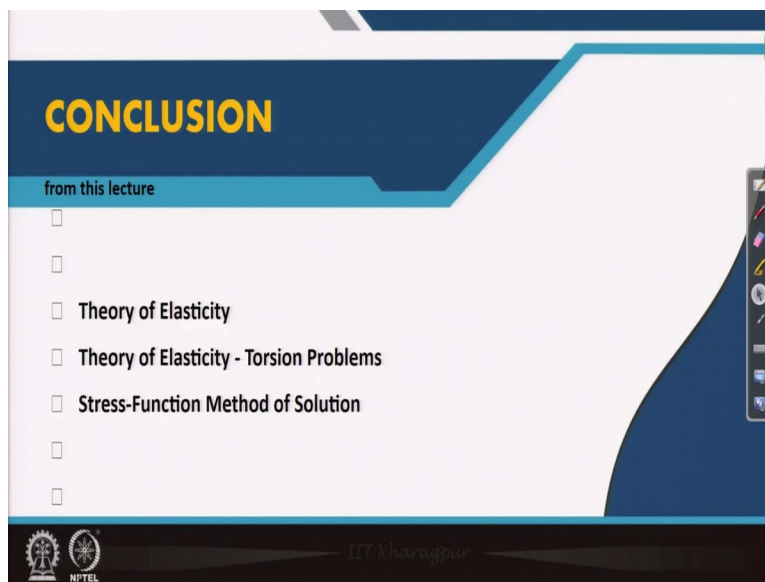 CONCLUSION
from this lecture
Theory of Elasticity
Theory of Elasticity - Torsion Problems
Stress-Function Method of Solution
IIT Kharagpur
NPTEL